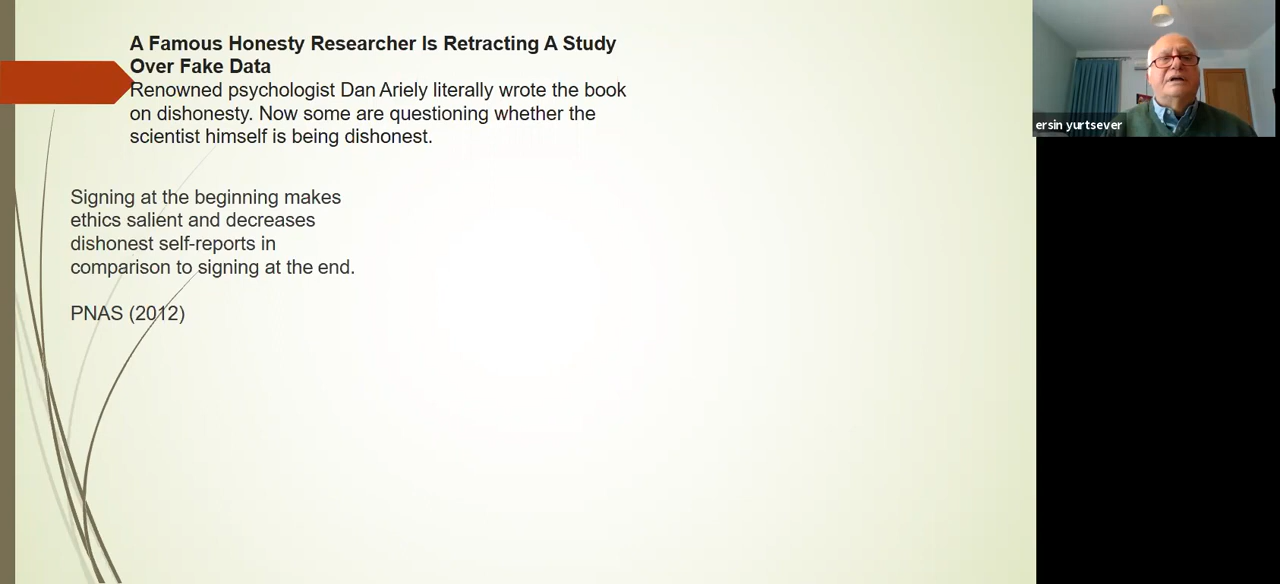 A Famous Honesty Researcher Is Retracting A Study
Over Fake Data
Renowned psychologist Dan Ariely literally wrote the book
on dishonesty. Now some are questioning whether the
scientist himself is being dishonest.
Signing at the beginning makes
ethics salient and decreases
dishonest self-reports in
comparison to signing at the end.
PNAS (2012)
ersin yurtsever